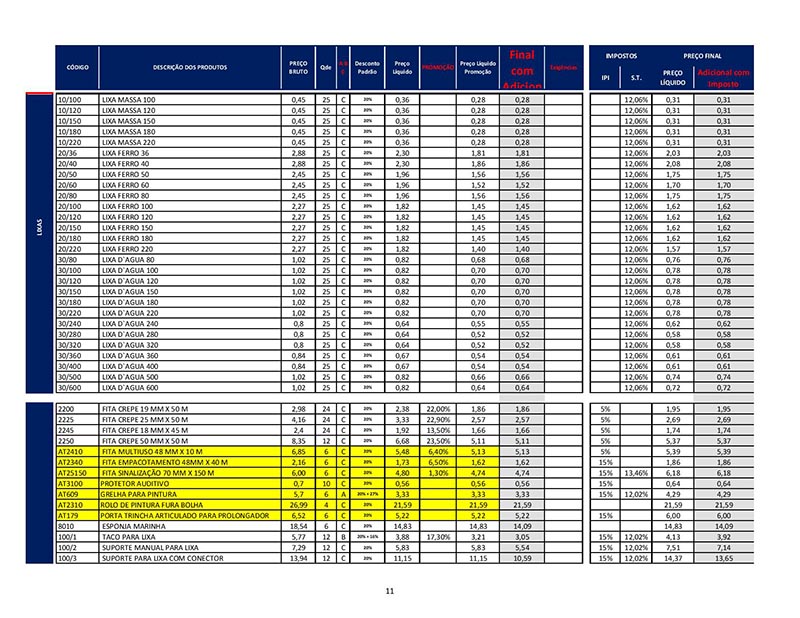 CÓDIGO DESCRIÇÃO DOS PRODUTOS PREÇO BRUTO Qde Desconto Padrão Preço Líquido PROMOÇÃO Preço Líquido Promoção Final com Adicion IMPOSTOS PREÇO FINAL
IPI S.T. PREÇO LÍQUIDO Adicional com Imposto
LIXAS
10/100 LIXA MASSA 100 0,45 25 C 20% 0,36 0,28 0,28 12,06% 0,31 0,31
10/120 LIXA MASSA 120 0,45 25 C 20% 0,36 0,28 0,28 12,06% 0,31 0,31
10/150 LIXA MASSA 150 0,45 25 C 20% 0,36 0,28 0,28 12,06% 0,31 0,31
10/180 LIXA MASSA 180 0,45 25 C 20% 0,36 0,28 0,28 12,06% 0,31 0,31
10/220 LIXA MASSA 220 0,45 25 C 20% 0,36 0,28 0,28 12,06% 0,31 0,31
20/36 LIXA FERRO 36 2,88 25 C 20% 2,30 1,81 1,81 12,06% 2,03 2,03
20/40 LIXA FERRO 40 2,88 25 C 20% 2,30 1,86 1,86 12,06% 2,08 2,08
20/50 LIXA FERRO 50 2,45 25 C 20% 1,96 1,56 1,56 12,06% 1,75 1,75
20/60 LIXA FERRO 60 2,45 25 C 20% 1,96 1,52 1,52 12,06% 1,70 1,70
20/80 LIXA FERRO 80 2,45 25 C 20% 1,96 1,56 1,56 12,06% 1,75 1,75
20/100 LIXA FERRO 100 2,27 25 C 20% 1,82 1,45 1,45 12,06% 1,62 1,62
20/120 LIXA FERRO 120 2,27 25 C 20% 1,82 1,45 1,45 12,06% 1,62 1,62
20/150 LIXA FERRO 150 2,27 25 C 20% 1,82 1,45 1,45 12,06% 1,62 1,62
20/180 LIXA FERRO 180 2,27 25 C 20% 1,82 1,45 1,45 12,06% 1,62 1,62
20/220 LIXA FERRO 220 2,27 25 C 20% 1,82 1,40 1,40 12,06% 1,57 1,57
30/80 LIXA D`AGUA 80 1,02 25 C 20% 0,82 0,68 0,68 12,06% 0,76 0,76
30/100 LIXA D`AGUA 100 1,02 25 C 20% 0,82 0,70 0,70 12,06% 0,78 0,78
30/120 LIXA D`AGUA 120 1,02 25 C 20% 0,82 0,70 0,70 12,06% 0,78 0,78
30/150 LIXA D`AGUA 150 1,02 25 C 20% 0,82 0,70 0,70 12,06% 0,78 0,78
30/180 LIXA D`AGUA 180 1,02 25 C 20% 0,82 0,70 0,70 12,06% 0,78 0,78
30/220 LIXA D`AGUA 220 1,02 25 C 20% 0,82 0,70 0,70 12,06% 0,78 0,78
30/240 LIXA D`AGUA 240 0,8 25 C 20% 0,64 0,55 0,55 12,06% 0,62 0,62
30/280 LIXA D`AGUA 280 0,8 25 C 20% 0,64 0,52 0,52 12,06% 0,58 0,58
30/320 LIXA D`AGUA 320 0,8 25 C 20% 0,64 0,52 0,52 12,06% 0,58 0,58
30/360 LIXA D`AGUA 360 0,84 25 C 20% 0,67 0,54 0,54 12,06% 0,61 0,61
30/400 LIXA D`AGUA 400 0,84 25 C 20% 0,67 0,54 0,54 12,06% 0,61 0,61
30/500 LIXA D`AGUA 500 1,02 25 C 20% 0,82 0,66 0,66 12,06% 0,74 0,74
30/600 LIXA D`AGUA 600 1,02 25 C 20% 0,82 0,64 0,64 12,06% 0,72 0,72
2200 FITA CREPE 19 MM X 50 M 2,98 24 C 20% 2,38 22,00% 1,86 1,86 5% 1,95 1,95
2225 FITA CREPE 25 MM X 50 M 4,16 24 C 20% 3,33 22,90% 2,57 2,57 5% 2,69 2,69
2245 FITA CREPE 18 MM X 45 M 2,4 24 C 20% 1,92 13,50% 1,66 1,66 5% 1,74 1,74
2250 FITA CREPE 50 MM X 50 M 8,35 12 C 20% 6,68 23,50% 5,11 5,11 5% 5,37 5,37
AT2410 FITA MULTIUSO 48 MM X 10 M 6,85 6 C 20% 5,48 6,40% 5,13 5,13 5% 5,39 5,39
AT2340 FITA EMPACOTAMENTO 48MM X 40 M 2,16 6 C 20% 1,73 6,50% 1,62 1,62 15% 1,86 1,86
AT25150 FITA SINALIZAÇÃO 70 MM X 150 M 6,00 6 C 20% 4,80 1,30% 4,74 4,74 15% 13,46% 6,18 6,18
AT3100 PROTETOR AUDITIVO 0,7 10 C 20% 0,56 0,56 0,56 15% 0,64 0,64
AT609 GRELHA PARA PINTURA 5,7 6 A 20% + 27% 3,33 3,33 3,33 15% 12,02% 4,29 4,29
AT2310 ROLO DE PINTURA FURA BOLHA 26,99 4 C 20% 21,59 21,59 21,59 21,59 21,59
AT179 PORTA TRINCHA ARTICULADO PARA PROLONGADOR 6,52 6 C 20% 5,22 5,22 5,22 15% 6,00 6,00
8010 ESPONJA MARINHA 18,54 6 C 20% 14,83 14,83 14,09 14,83 14,09
100/1 TACO PARA LIXA 5,77 12 B 20% + 16% 3,88 17,30% 3,21 3,05 15% 12,02% 4,13 3,92
100/2 SUPORTE MANUAL PARA LIXA 7,29 12 C 20% 5,83 5,83 5,54 15% 12,02% 7,51 7,14
100/3 SUPORTE PARA LIXA COM CONECTOR 13,94 12 C 20% 11,15 11,15 10,59 15% 12,02% 14,37 13,65
11